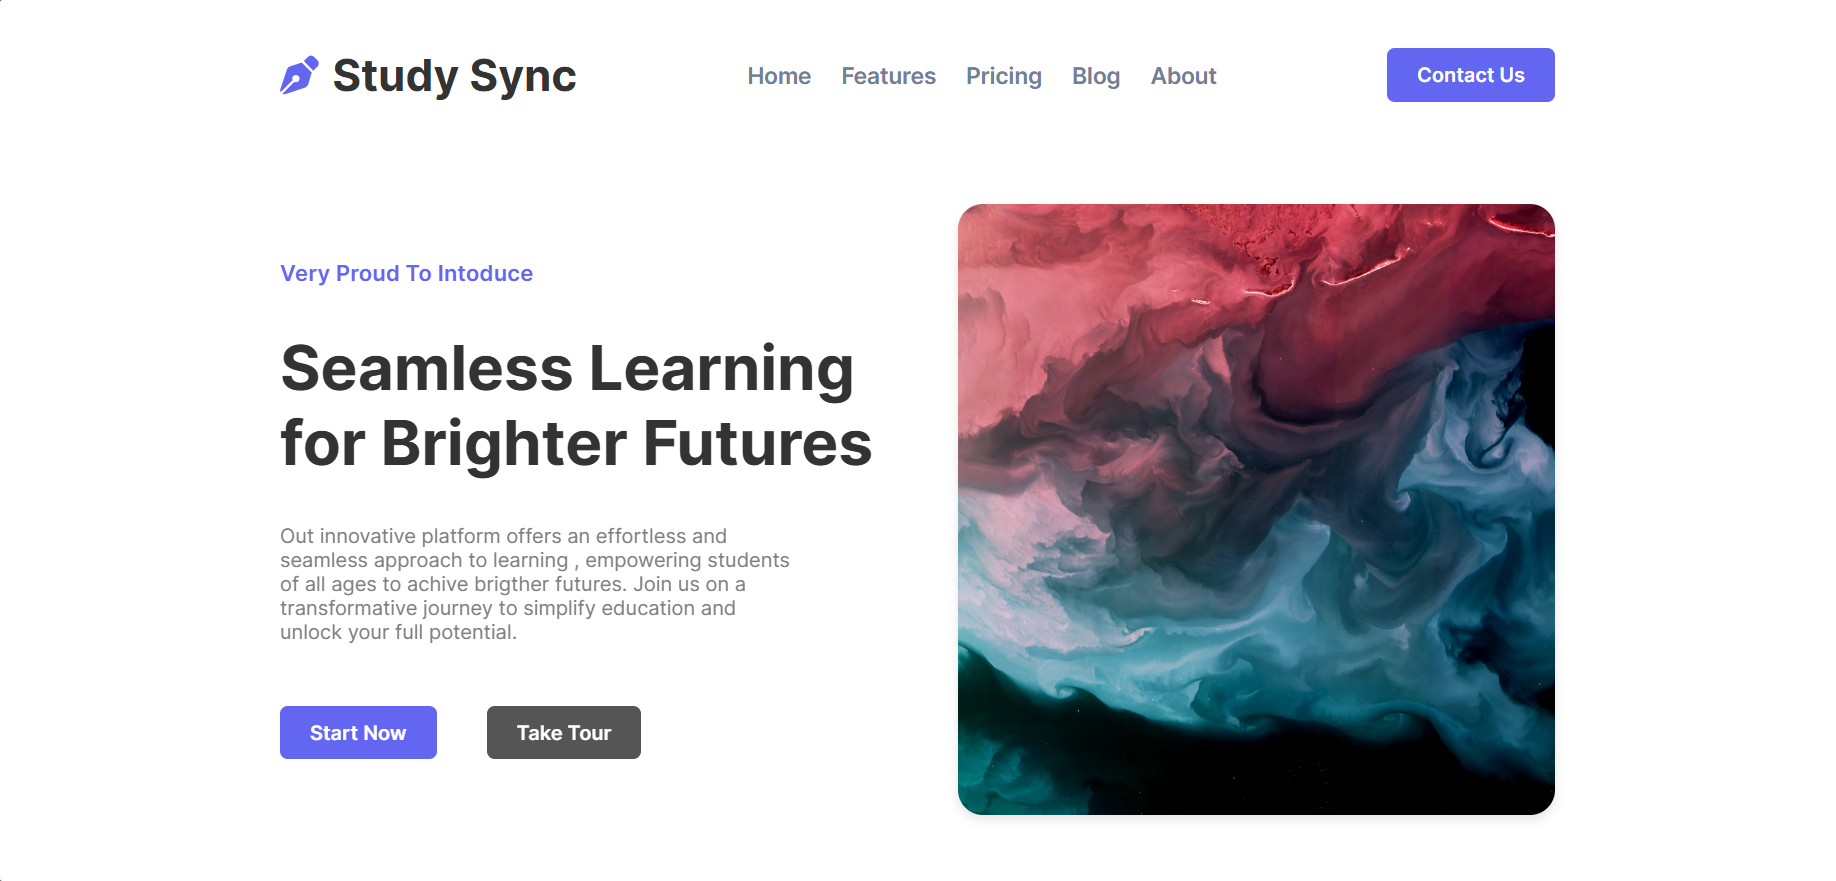 Study Sync
Home Features Pricing Blog About
Contact Us
Very Proud To Intoduce
Seamless Learning
for Brighter Futures
Out innovative platform offers an effortless and
seamless approach to learning , empowering students
of all ages to achive brigther futures. Join us on a
transformative journey to simplify education and
unlock your full potential.
Start Now
Take Tour